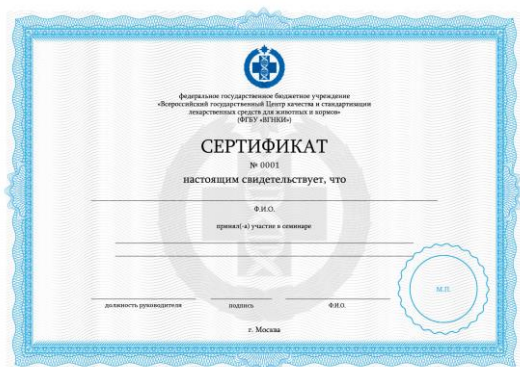 федеральное государственное бюджетное учреждение
«Всероссийский государственный Центр качества и стандартизации
лекарственных средств для животных и кормов»
(ФГБУ «ВГНКИ»)
СЕРТИФИКАТ
№ 0001
настоящим свидетельствует, что
Ф.И.О.
принял(-а) участие в семинаре
М.П.
должность руководителя подпись Ф.И.О.
г. Москва